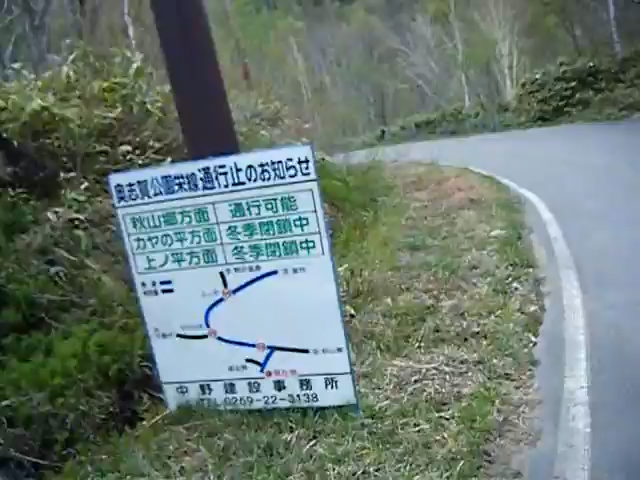 奥志賀公園栄線通行止のお知らせ
秋山郷方面 通行可能
カヤの平方面 冬季閉鎖中
上ノ平方面 冬季閉鎖中
中野建設事務所
TEL 0269-22-3138